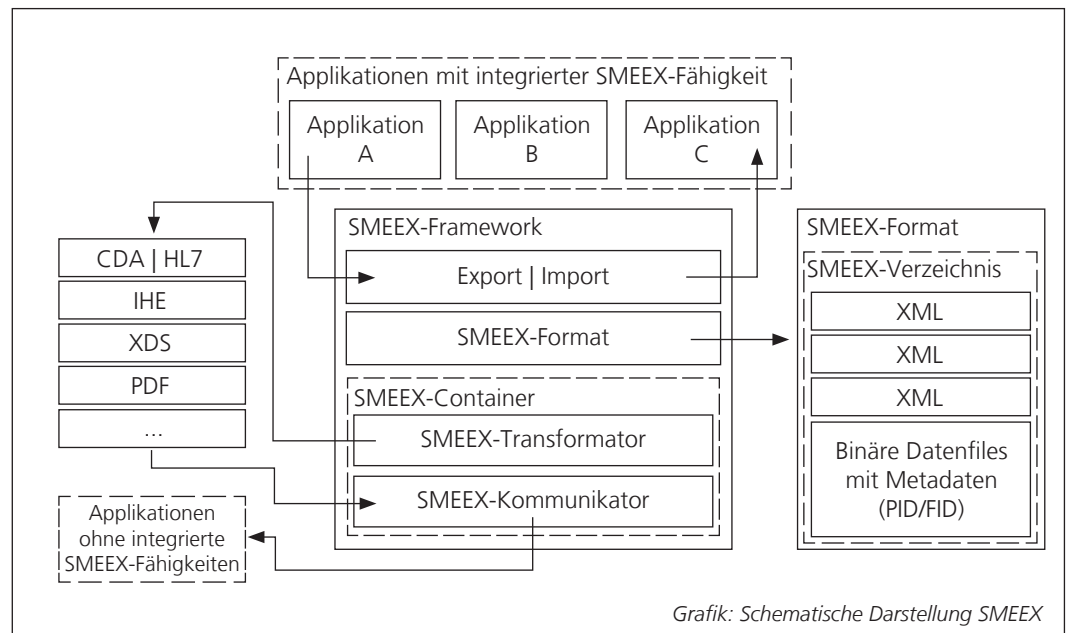 Applikationen mit integrierter SMEEX-Fähigkeit
Applikation
A
Applikation
B
Applikation
C
CDA | HL7
IHE
XDS
PDF
...
Applikationen
ohne integrierte
SMEEX-Fähigkeiten
SMEEX-Framework
Export | Import
SMEEX-Format
SMEEX-Container
SMEEX-Transformator
SMEEX-Kommunikator
SMEEX-Format
SMEEX-Verzeichnis
XML
XML
XML
Binäre Datenfiles
mit Metadaten
(PID/FID)
Grafik: Schematische Darstellung SMEEX